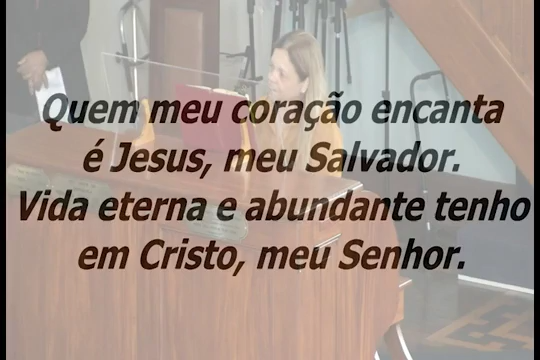 Quem meu coração encanta
é Jesus, meu Salvador.
Vida eterna e abundante tenho
em Cristo, meu Senhor.